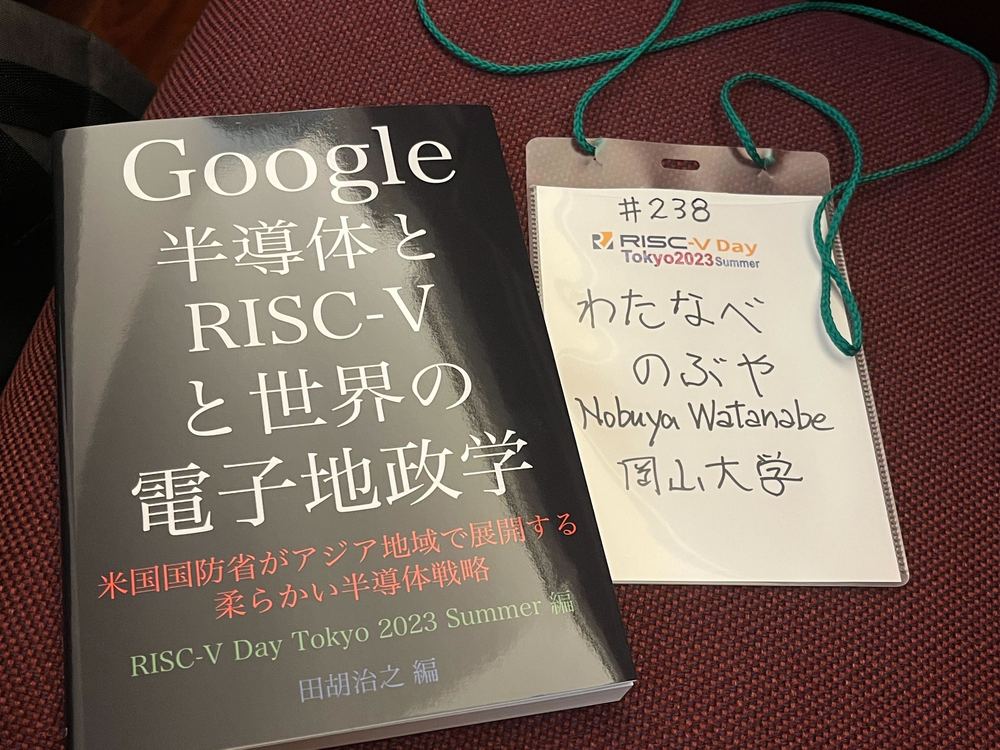 Google
半導体と
RISC-V
と世界の
電子地政学
米国国防省がアジア地域で展開する
柔らかい半導体戦略
RISC-V Day Tokyo 2023 Summer 編
田胡治之 編
#238
RISC-V Day
Tokyo2023 Summer
わたなべ
のぶや
Nobuya Watanabe
岡山大学